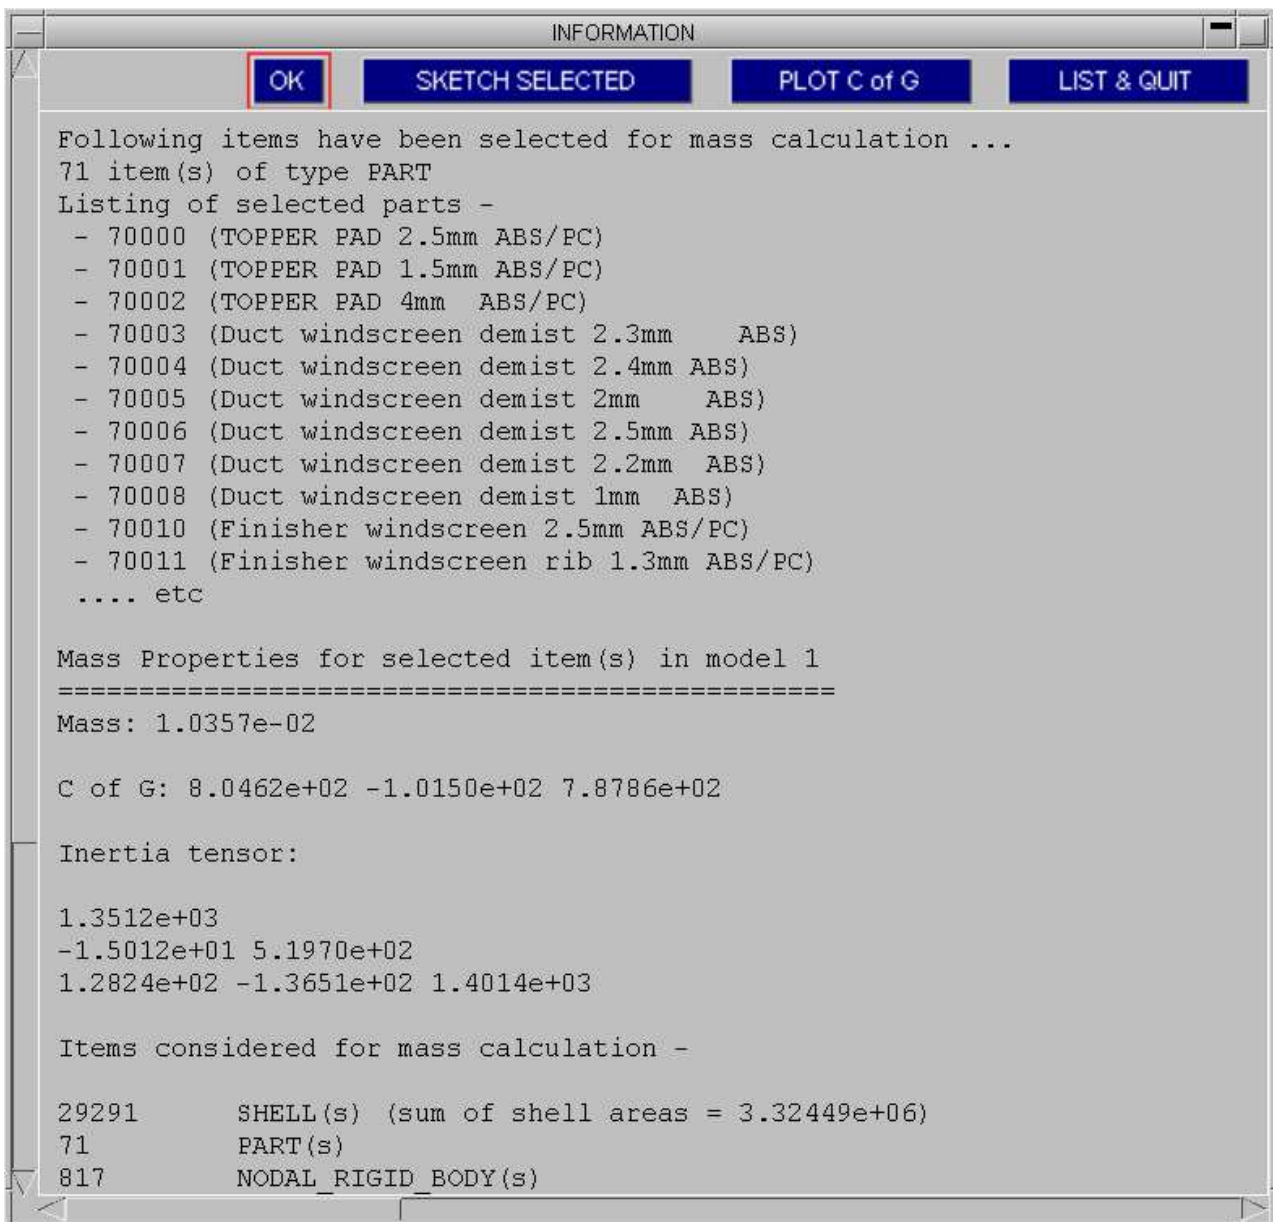 INFORMATION
OK SKETCH SELECTED PLOT C of G LIST & QUIT
Following items have been selected for mass calculation ...
71 item(s) of type PART
Listing of selected parts -
- 70000 (TOPPER PAD 2.5mm ABS/PC)
- 70001 (TOPPER PAD 1.5mm ABS/PC)
- 70002 (TOPPER PAD 4mm  ABS/PC)
- 70003 (Duct windscreen demist 2.3mm    ABS)
- 70004 (Duct windscreen demist 2.4mm ABS)
- 70005 (Duct windscreen demist 2mm    ABS)
- 70006 (Duct windscreen demist 2.5mm ABS)
- 70007 (Duct windscreen demist 2.2mm  ABS)
- 70008 (Duct windscreen demist 1mm  ABS)
- 70010 (Finisher windscreen 2.5mm ABS/PC)
- 70011 (Finisher windscreen rib 1.3mm ABS/PC)
.... etc
Mass Properties for selected item(s) in model 1
===============================================
Mass: 1.0357e-02
C of G: 8.0462e+02 -1.0150e+02 7.8786e+02
Inertia tensor:
1.3512e+03
-1.5012e+01 5.1970e+02
1.2824e+02 -1.3651e+02 1.4014e+03
Items considered for mass calculation -
29291 SHELL(s) (sum of shell areas = 3.32449e+06)
71 PART(s)
817 NODAL_RIGID_BODY(s)